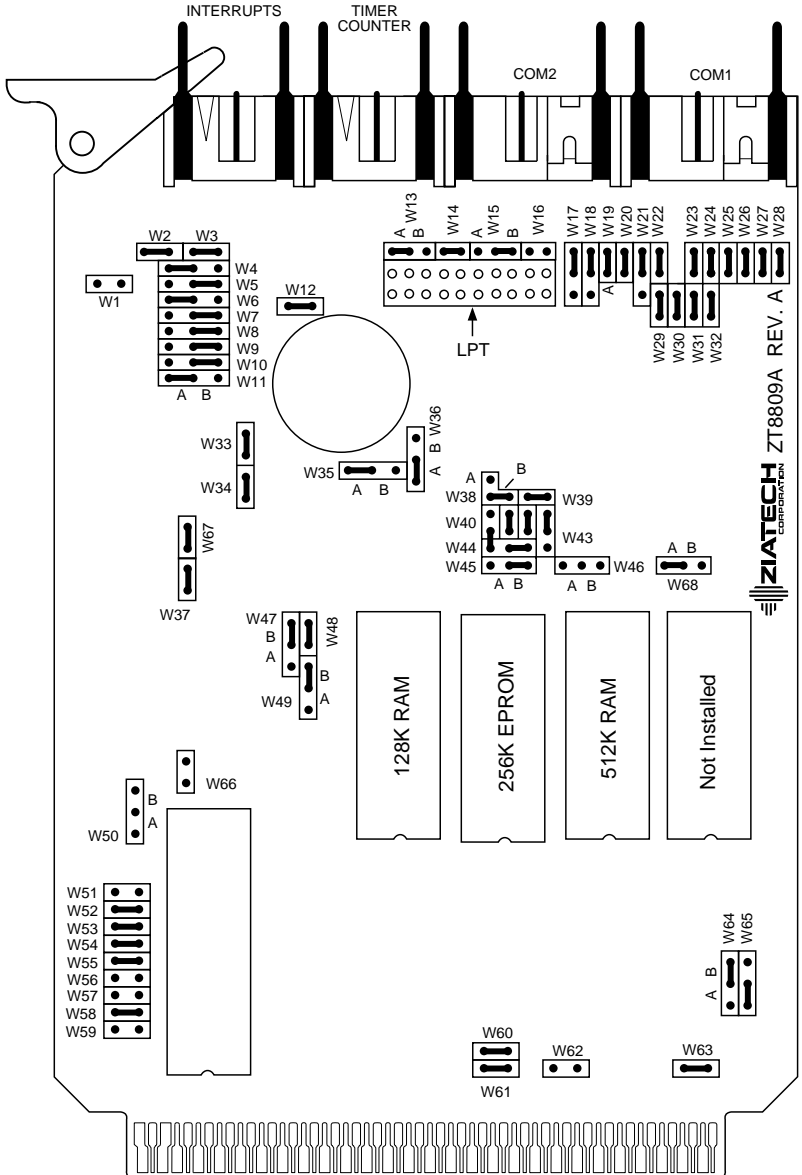 INTERRUPTS
TIMER
COUNTER
COM2
COM1
A
B
W13
W14
A
W15
B
W16
W17
W18
W19
W20
W21
W22
W23
W24
W25
W26
W27
W28
A
W2
W3
W4
W5
W6
W7
W8
W9
W10
W11
A B
W1
W12
LPT
W29
W30
W31
W32
ZIATECH
CORPORATION
ZT8809A REV. A
W33
W34
W35
A B
W36
B
A
A
B
W38
W39
W40
W43
W44
W45
A B
W46
A B
A B
W68
W67
W37
W47
B
A
W48
W49
B
A
128K RAM
256K EPROM
512K RAM
Not Installed
W66
W50
B
A
W51
W52
W53
W54
W55
W56
W57
W58
W59
W64
W65
B
A
W60
W61
W62
W63